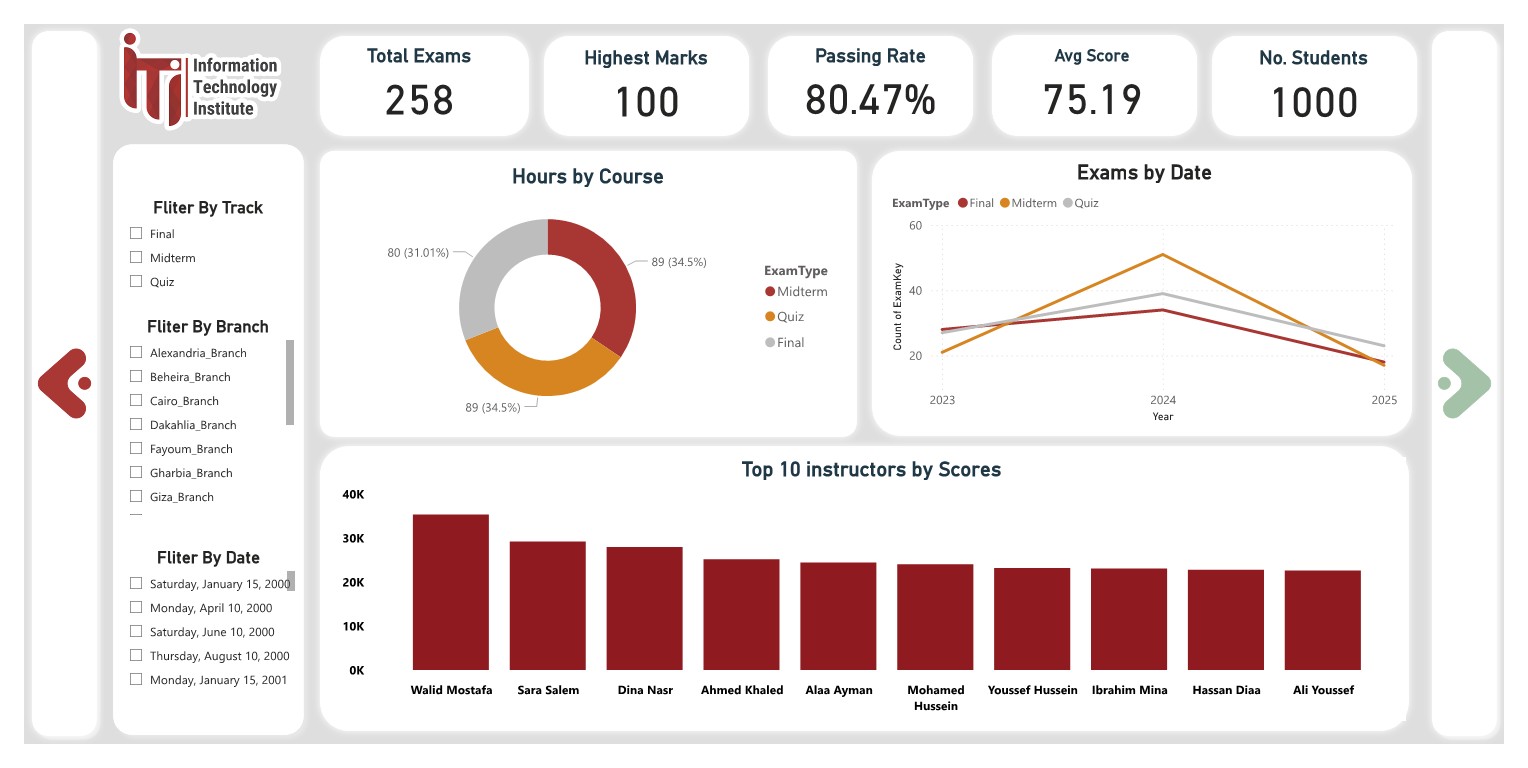 Information
Technology
Institute
Total Exams
258
Highest Marks
100
Passing Rate
80.47%
Avg Score
75.19
No. Students
1000
Fliter By Track
Final
Midterm
Quiz
Fliter By Branch
Alexandria_Branch
Beheira_Branch
Cairo_Branch
Dakahlia_Branch
Fayoum_Branch
Gharbia_Branch
Giza_Branch
Fliter By Date
Saturday, January 15, 2000
Monday, April 10, 2000
Saturday, June 10, 2000
Thursday, August 10, 2000
Monday, January 15, 2001
Hours by Course
80 (31.01%)
89 (34.5%)
89 (34.5%)
ExamType
Midterm
Quiz
Final
Exams by Date
ExamType Final Midterm Quiz
60
40
20
Count of ExamKey
2023 2024 2025
Year
Top 10 instructors by Scores
40K
30K
20K
10K
0K
Walid Mostafa Sara Salem Dina Nasr Ahmed Khaled Alaa Ayman Mohamed Youssef Hussein Ibrahim Mina Hassan Diaa Ali Youssef
Hussein